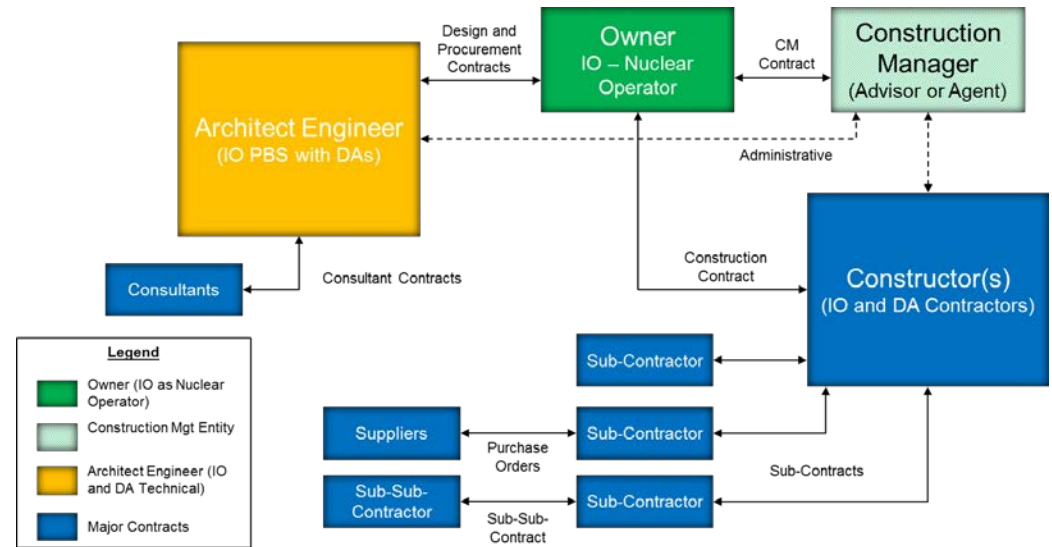 Design and
Procurement
Contracts
Owner
IO – Nuclear
Operator
CM
Contract
Construction
Manager
(Advisor or Agent)
Architect Engineer
(IO PBS with DAs)
Administrative
Consultants
Consultant Contracts
Construction
Contract
Constructor(s)
(IO and DA Contractors)
Legend
Owner (IO as Nuclear
Operator)
Construction Mgt Entity
Architect Engineer (IO
and DA Technical)
Major Contracts
Sub-Contractor
Suppliers
Purchase
Orders
Sub-Contractor
Sub-Contracts
Sub-Sub-
Contractor
Sub-Sub-
Contract
Sub-Contractor